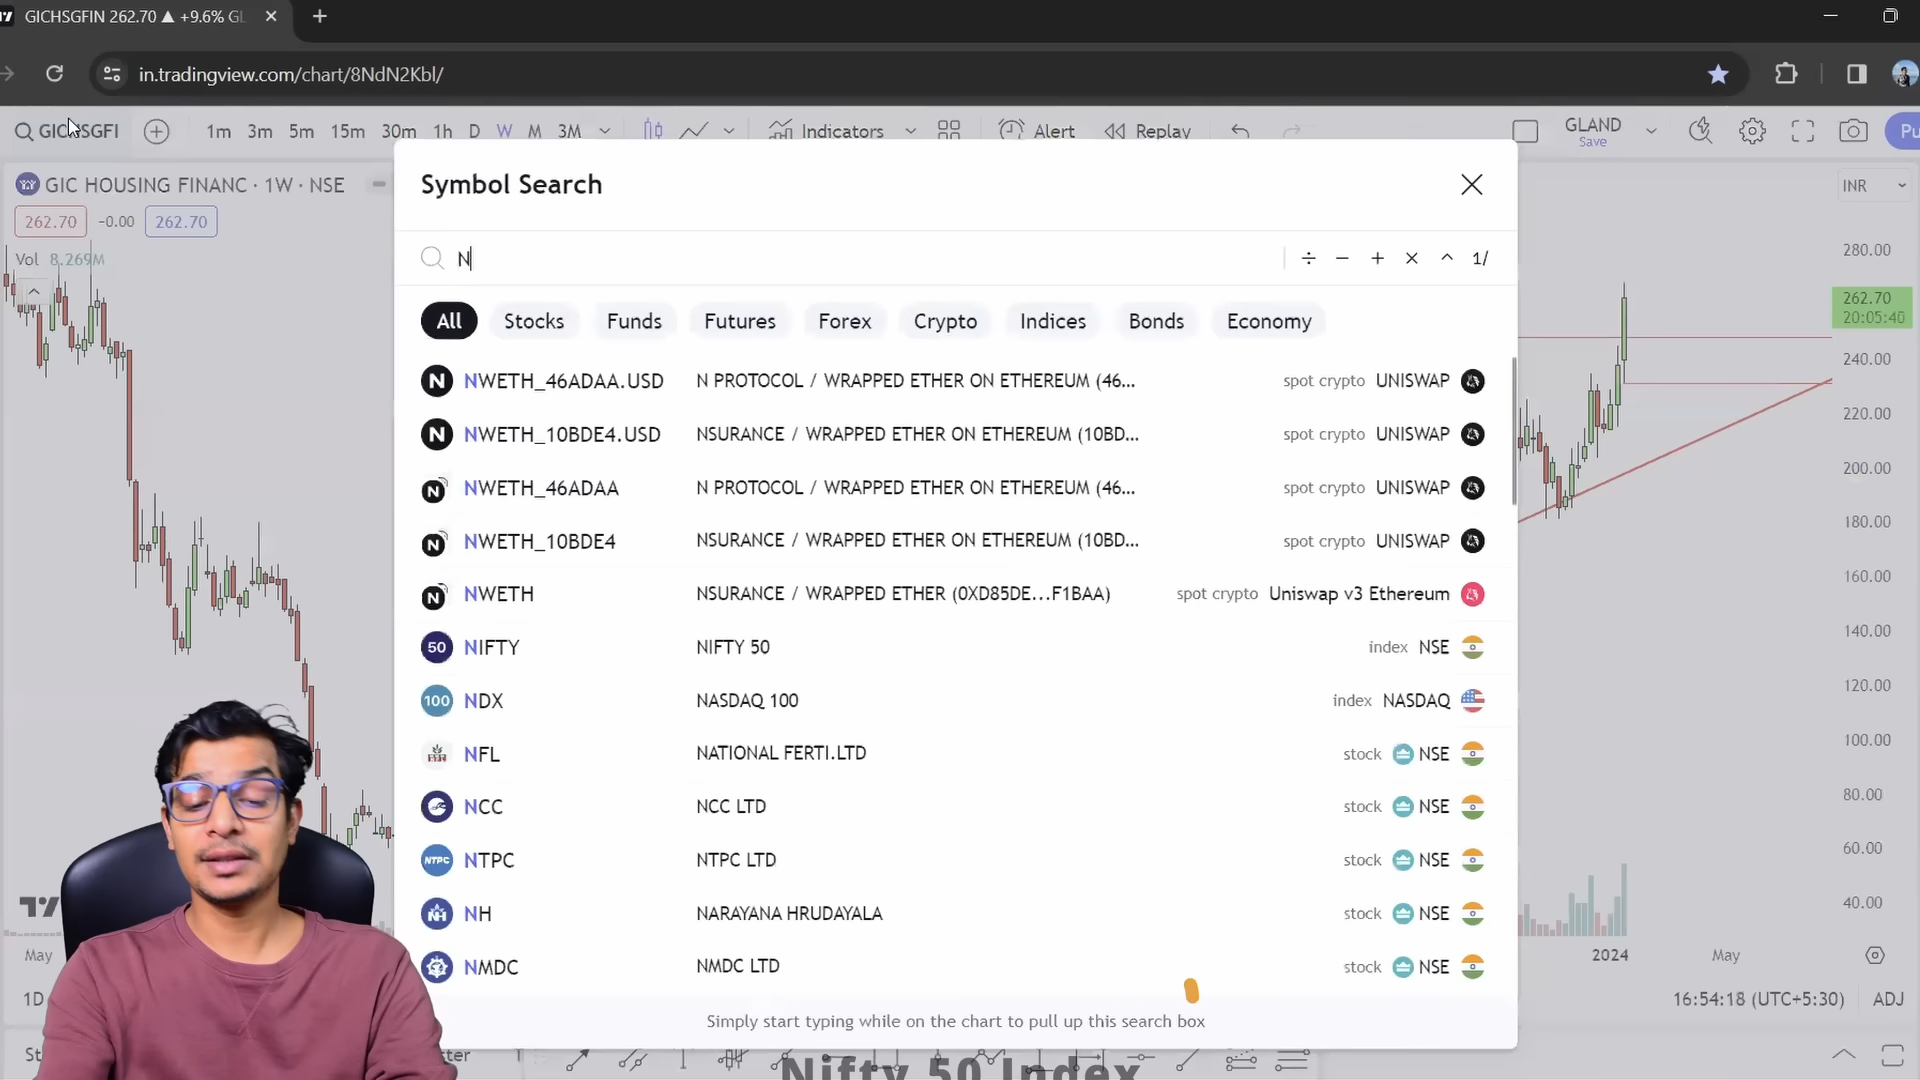 GICHSGFIN 262.70 ▲ +9.6% GL
in.tradingview.com/chart/8NdN2Kbl/
GICHSGFI 1m 3m 5m 15m 30m 1h D W M 3M Indicators Alert Replay GLAND Pu
Save
GIC HOUSING FINANC · 1W · NSE INR
262.70 −0.00 262.70
Vol 8.269M
Symbol Search
N ÷ − + × ^ 1/
All Stocks Funds Futures Forex Crypto Indices Bonds Economy
N NWETH_46ADAA.USD N PROTOCOL / WRAPPED ETHER ON ETHEREUM (46... spot crypto UNISWAP
N NWETH_10BDE4.USD NSURANCE / WRAPPED ETHER ON ETHEREUM (10BD... spot crypto UNISWAP
N NWETH_46ADAA N PROTOCOL / WRAPPED ETHER ON ETHEREUM (46... spot crypto UNISWAP
N NWETH_10BDE4 NSURANCE / WRAPPED ETHER ON ETHEREUM (10BD... spot crypto UNISWAP
N NWETH NSURANCE / WRAPPED ETHER (0XD85DE...F1BAA) spot crypto Uniswap v3 Ethereum
50 NIFTY NIFTY 50 index NSE
100 NDX NASDAQ 100 index NASDAQ
NFL NATIONAL FERTI.LTD stock NSE
NCC NCC LTD stock NSE
NTPC NTPC NTPC LTD stock NSE
NH NH NARAYANA HRUDAYALA stock NSE
NMDC NMDC LTD stock NSE
Simply start typing while on the chart to pull up this search box
280.00
262.70
20:05:40
240.00
220.00
200.00
180.00
160.00
140.00
120.00
100.00
80.00
60.00
40.00
May 2024 May
1D 16:54:18 (UTC+5:30) ADJ
St ster
Nifty 50 Index